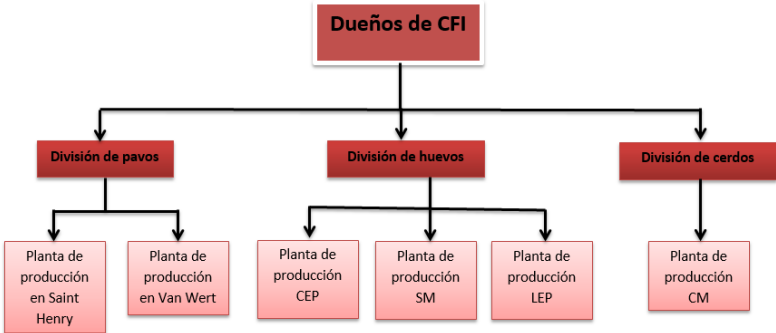 Dueños de CFI
División de pavos
División de huevos
División de cerdos
Planta de
producción
en Saint
Henry
Planta de
producción
en Van Wert
Planta de
producción
CEP
Planta de
producción
SM
Planta de
producción
LEP
Planta de
producción
CM